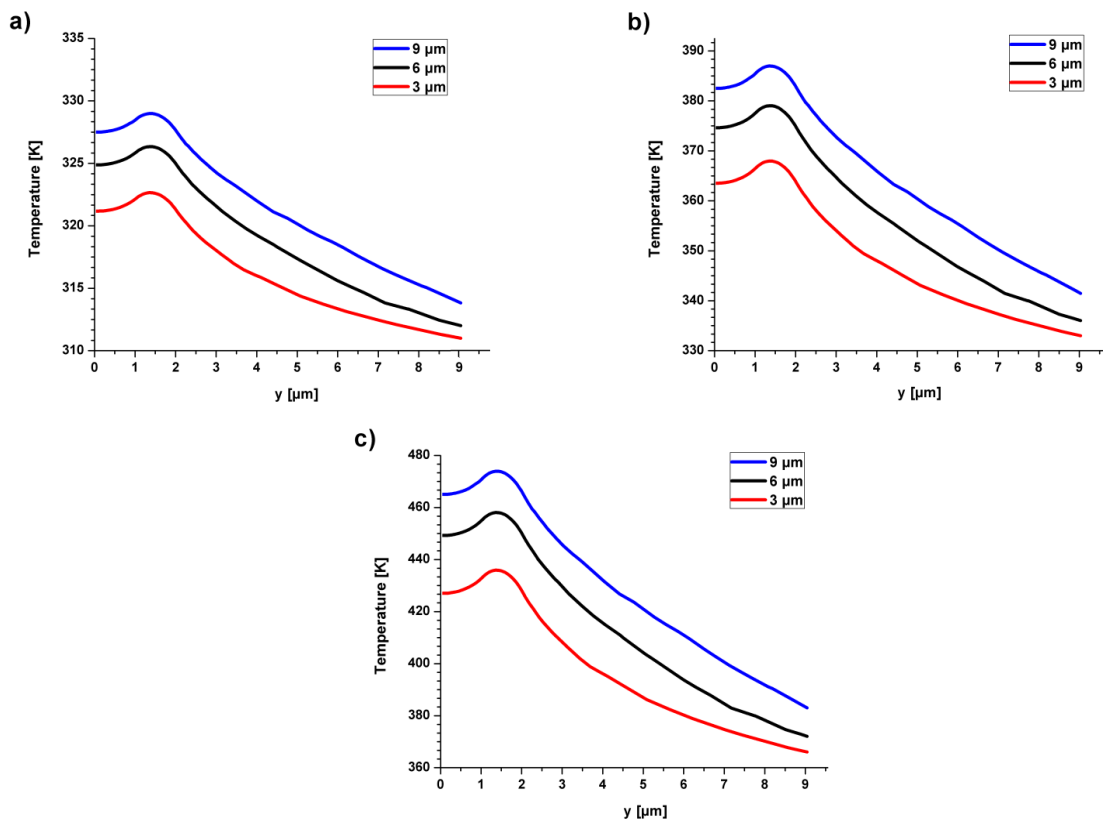 a)
335
330
325
320
315
310
Temperature [K]
9 µm
6 µm
3 µm
0 1 2 3 4 5 6 7 8 9
y [µm]
b)
390
380
370
360
350
340
330
Temperature [K]
9 µm
6 µm
3 µm
0 1 2 3 4 5 6 7 8 9
y [µm]
c)
480
460
440
420
400
380
360
Temperature [K]
9 µm
6 µm
3 µm
0 1 2 3 4 5 6 7 8 9
y [µm]